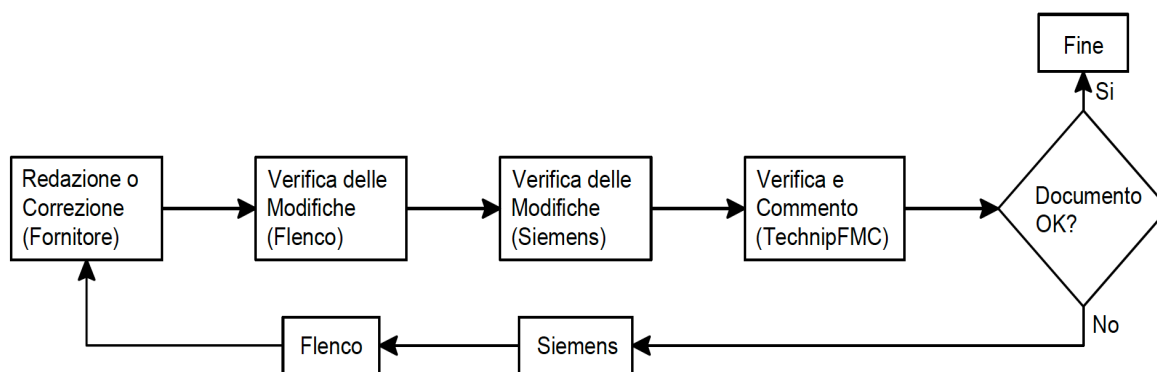 Fine
Si
Redazione o
Correzione
(Fornitore)
Verifica delle
Modifiche
(Flenco)
Verifica delle
Modifiche
(Siemens)
Verifica e
Commento
(TechnipFMC)
Documento
OK?
No
Flenco
Siemens